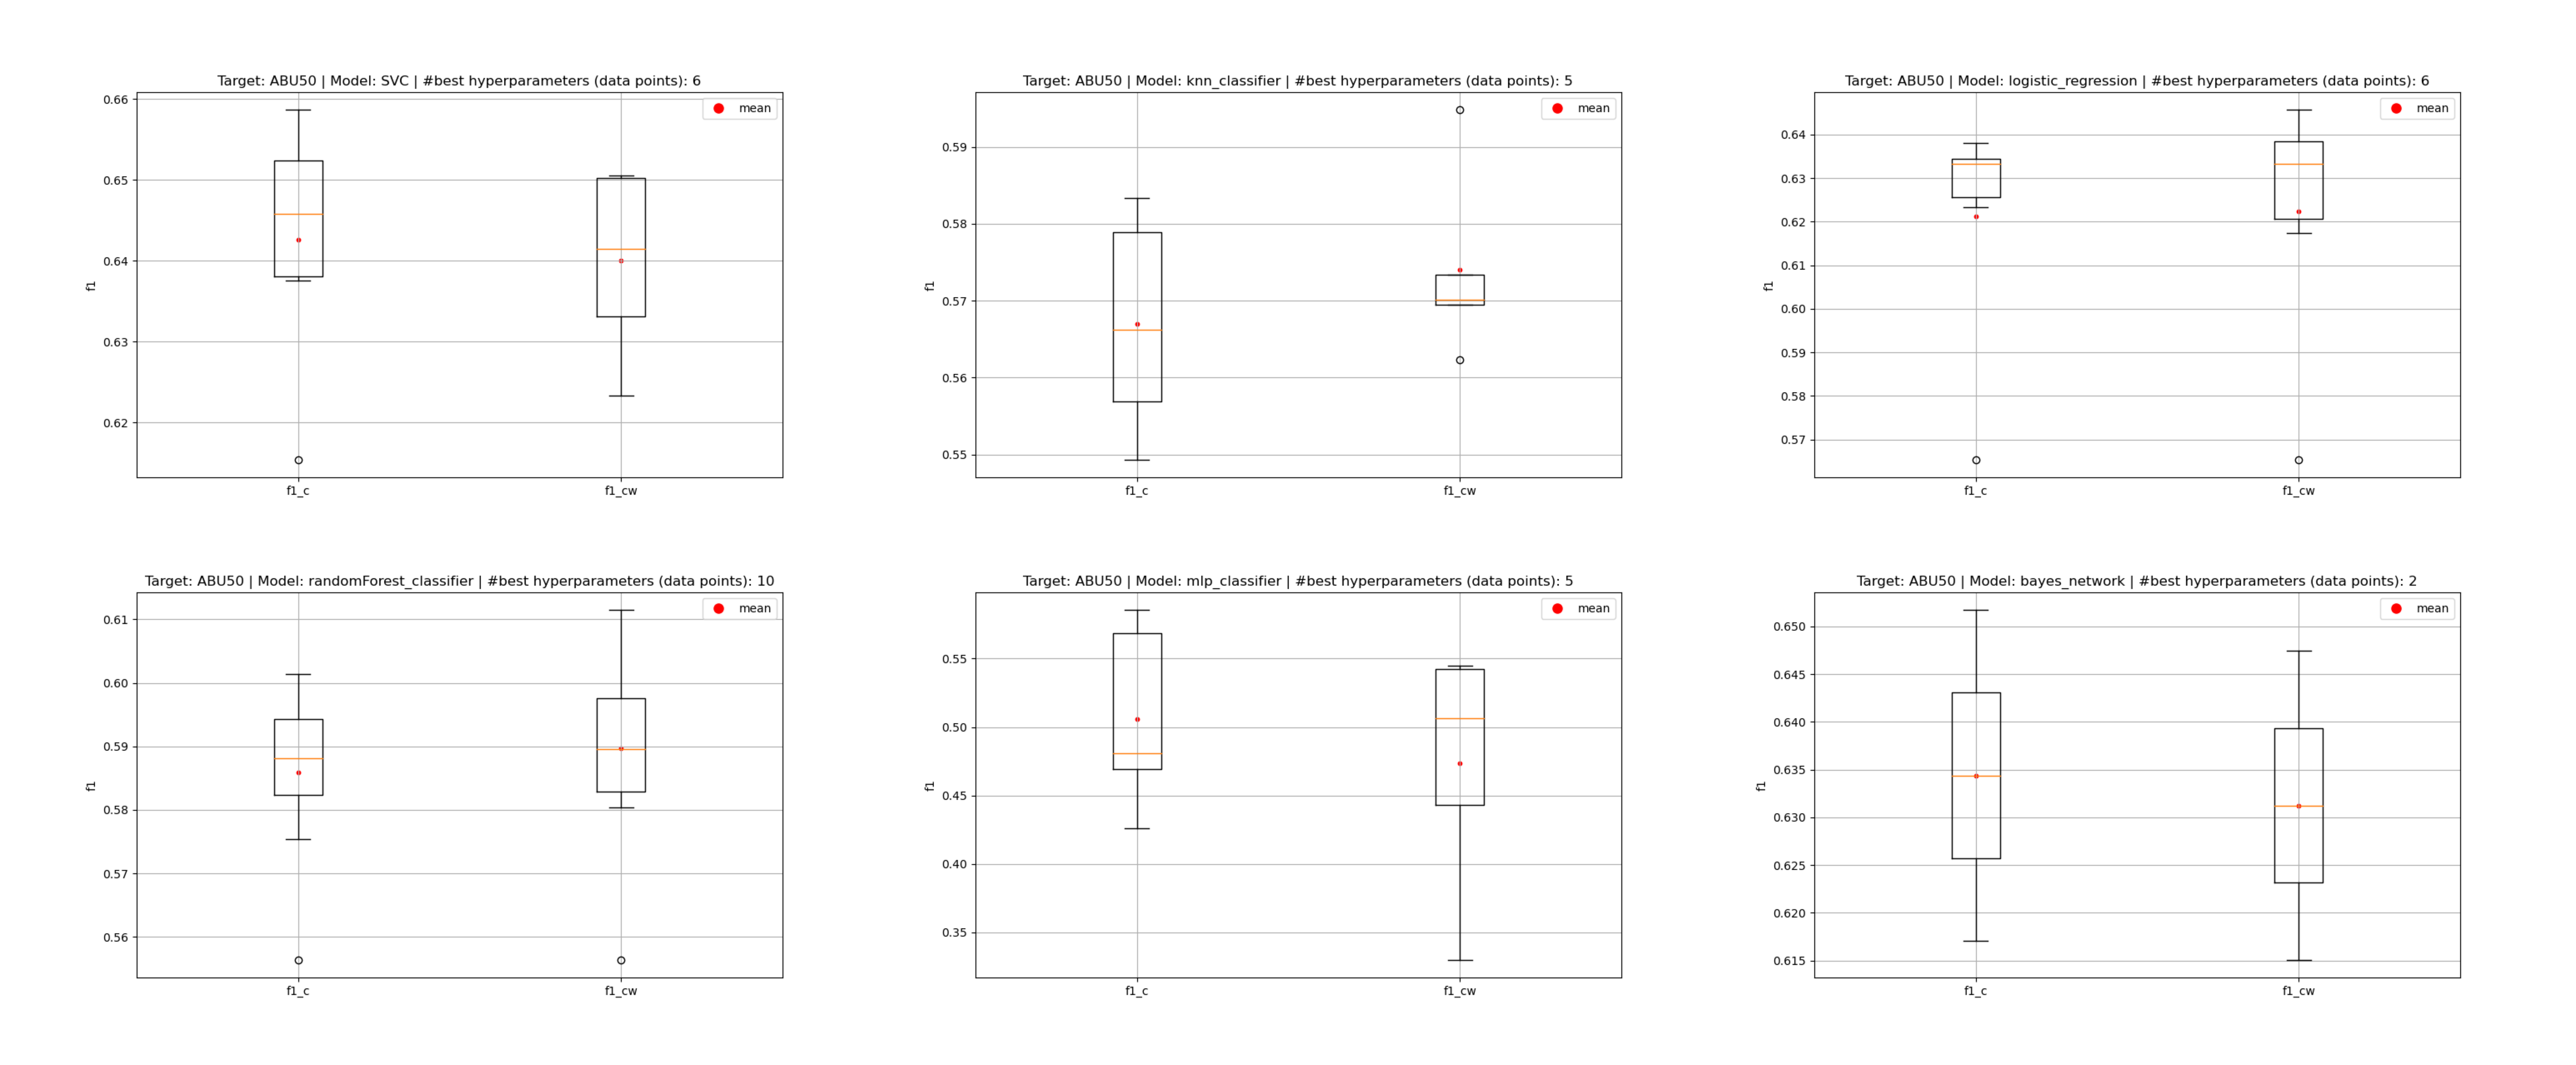 Target: ABU50 | Model: SVC | #best hyperparameters (data points): 6
mean
0.66
0.65
0.64
0.63
0.62
f1
f1_c
f1_cw
Target: ABU50 | Model: knn_classifier | #best hyperparameters (data points): 5
mean
0.59
0.58
0.57
0.56
0.55
f1
f1_c
f1_cw
Target: ABU50 | Model: logistic_regression | #best hyperparameters (data points): 6
mean
0.64
0.63
0.62
0.61
0.60
0.59
0.58
0.57
f1
f1_c
f1_cw
Target: ABU50 | Model: randomForest_classifier | #best hyperparameters (data points): 10
mean
0.61
0.60
0.59
0.58
0.57
0.56
f1
f1_c
f1_cw
Target: ABU50 | Model: mlp_classifier | #best hyperparameters (data points): 5
mean
0.55
0.50
0.45
0.40
0.35
f1
f1_c
f1_cw
Target: ABU50 | Model: bayes_network | #best hyperparameters (data points): 2
mean
0.650
0.645
0.640
0.635
0.630
0.625
0.620
0.615
f1
f1_c
f1_cw